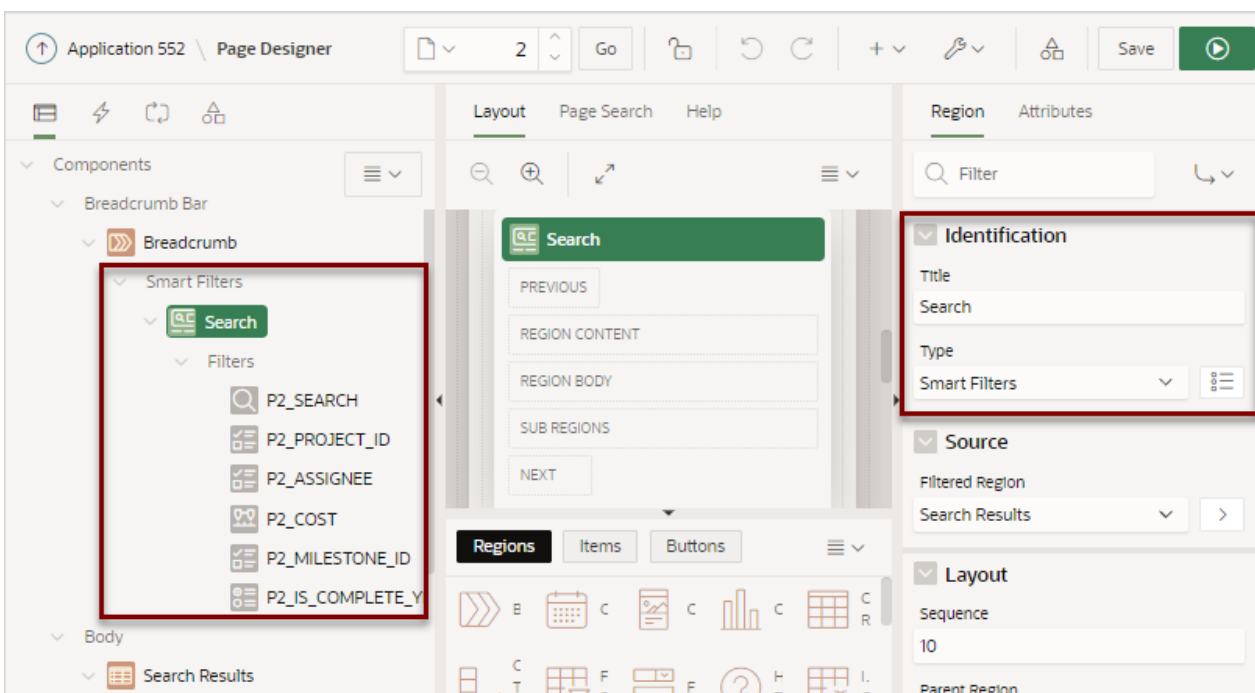 Application 552 \ Page Designer
2
Go
Save
Layout Page Search Help
Region Attributes
Components
Filter
Breadcrumb Bar
Breadcrumb
Search
Identification
Smart Filters
Title
PREVIOUS
Search
Search
REGION CONTENT
Type
Filters
REGION BODY
Smart Filters
P2_SEARCH
SUB REGIONS
P2_PROJECT_ID
Source
P2_ASSIGNEE
NEXT
Filtered Region
P2_COST
Search Results
Regions Items Buttons
P2_MILESTONE_ID
Layout
P2_IS_COMPLETE_Y
B C C C C
R
Sequence
Body
10
Search Results
C
T F F H I.
Parent Region